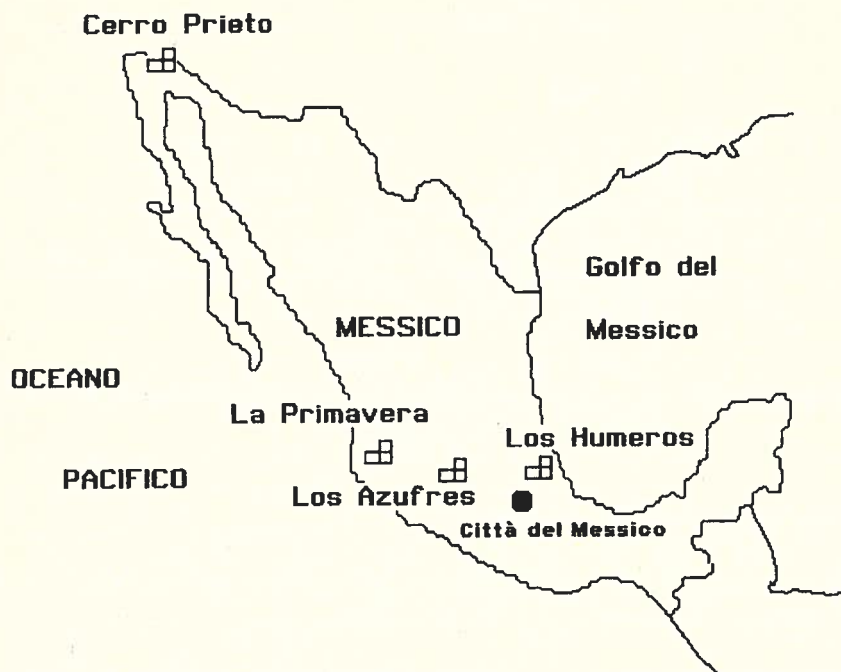 Cerro Prieto
Golfo del
Messico
MESSICO
OCEANO
PACIFICO
La Primavera
Los Humeros
Los Azufres
Città del Messico